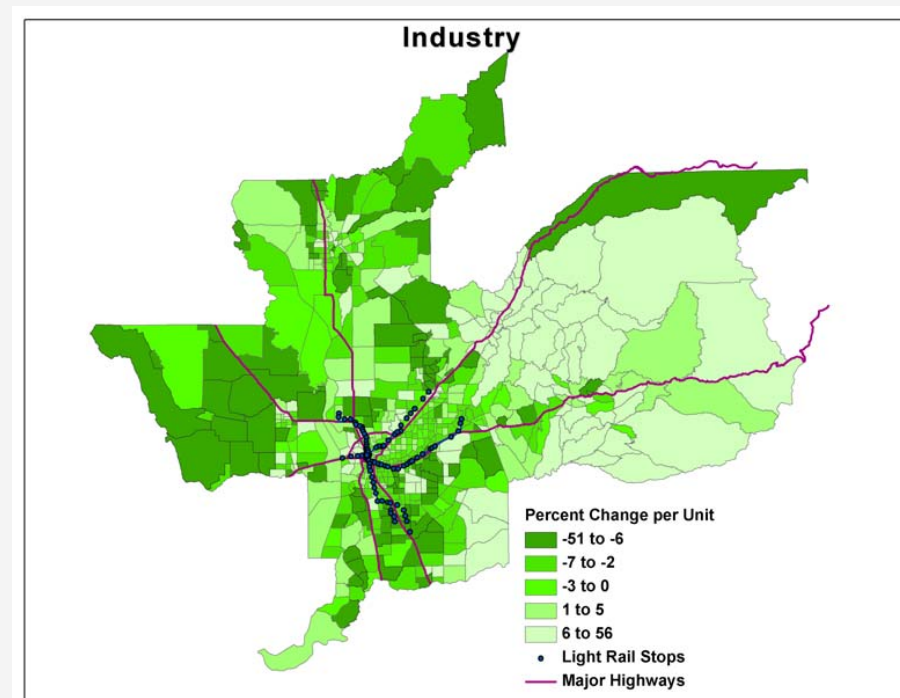 Industry
Percent Change per Unit
-51 to -6
-7 to -2
-3 to 0
1 to 5
6 to 56
Light Rail Stops
Major Highways